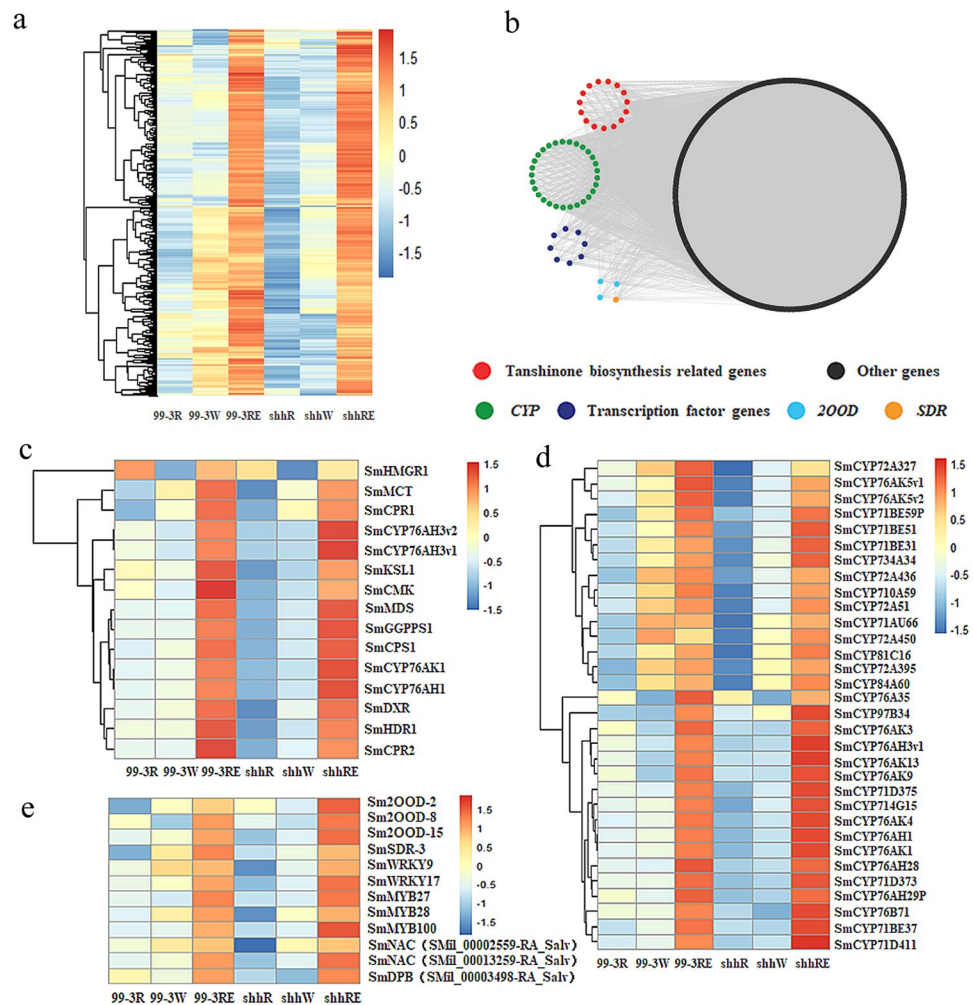 a
1.5
1
0.5
0
-0.5
-1
-1.5
99-3R 99-3W 99-3RE shhR shhW shhRE
b
Tanshinone biosynthesis related genes
Other genes
CYP
Transcription factor genes
2OOD
SDR
c
SmHMGR1
SmMCT
SmCPR1
SmCYP76AH3v2
SmCYP76AH3v1
SmKSL1
SmCMK
SmMDS
SmGGPPS1
SmCPS1
SmCYP76AK1
SmCYP76AH1
SmDXR
SmHDR1
SmCPR2
99-3R 99-3W 99-3RE shhR shhW shhRE
1.5
1
0.5
0
-0.5
-1
-1.5
d
SmCYP72A327
SmCYP76AK5v1
SmCYP76AK5v2
SmCYP71BE59P
SmCYP71BE51
SmCYP71BE31
SmCYP734A34
SmCYP72A436
SmCYP710A59
SmCYP72A51
SmCYP71AU66
SmCYP72A450
SmCYP81C16
SmCYP72A395
SmCYP84A60
SmCYP76A35
SmCYP97B34
SmCYP76AK3
SmCYP76AH3v1
SmCYP76AK13
SmCYP76AK9
SmCYP71D375
SmCYP714G15
SmCYP76AK4
SmCYP76AH1
SmCYP76AK1
SmCYP76AH28
SmCYP71D373
SmCYP76AH29P
SmCYP76B71
SmCYP71BE37
SmCYP71D411
99-3R 99-3W 99-3RE shhR shhW shhRE
1.5
1
0.5
0
-0.5
-1
-1.5
e
Sm2OOD-2
Sm2OOD-8
Sm2OOD-15
SmSDR-3
SmWRKY9
SmWRKY17
SmMYB27
SmMYB28
SmMYB100
SmNAC (SMil_00002559-RA_Salv)
SmNAC (SMil_00013259-RA_Salv)
SmDPB (SMil_00003498-RA_Salv)
99-3R 99-3W 99-3RE shhR shhW shhRE
1.5
1
0.5
0
-0.5
-1
-1.5